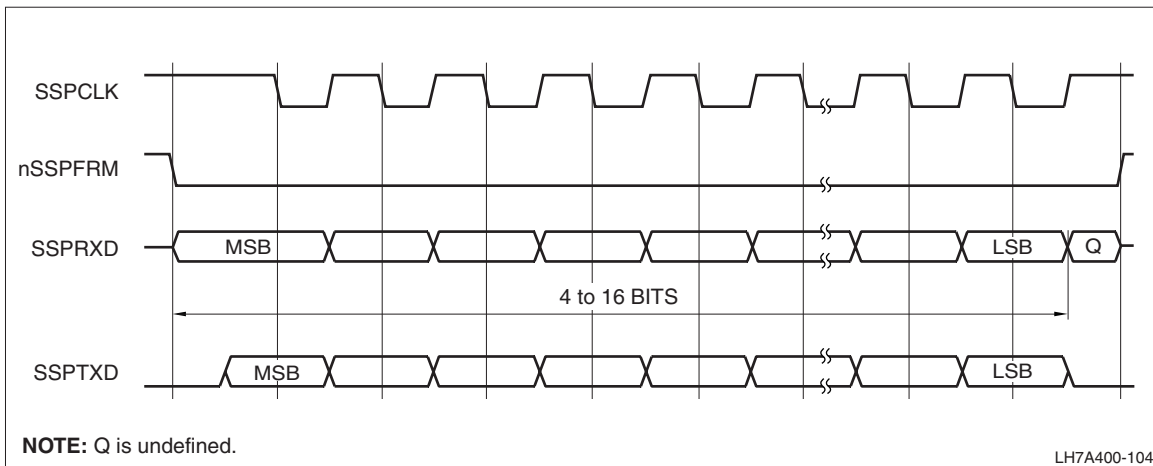 SSPCLK
nSSPFRM
SSPRXD
MSB
LSB
Q
4 to 16 BITS
SSPTXD
MSB
LSB
NOTE: Q is undefined.
LH7A400-104